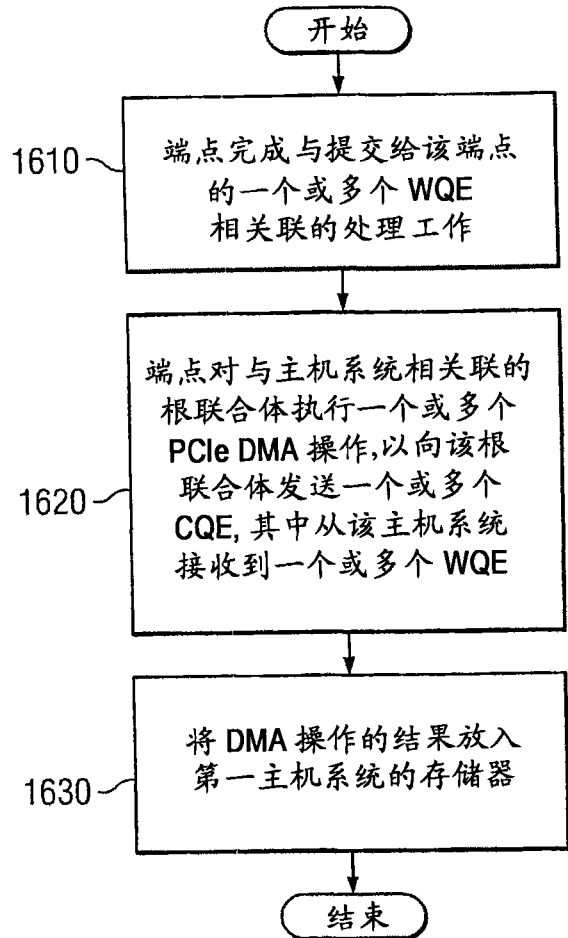 开始
1610
端点完成与提交给该端点
的一个或多个 WQE
相关联的处理工作
1620
端点对与主机系统相关联的
根联合体执行一个或多个
PCIe DMA 操作,以向该根
联合体发送一个或多个
CQE, 其中从该主机系统
接收到一个或多个 WQE
1630
将 DMA 操作的结果放入
第一主机系统的存储器
结束